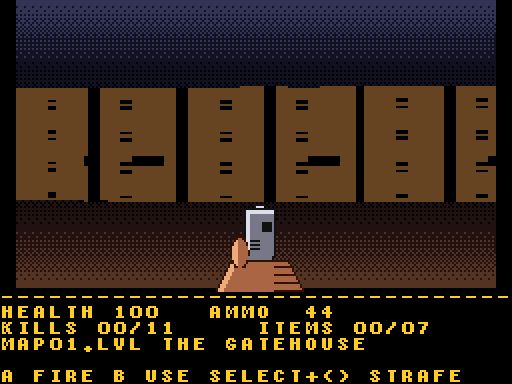 HEALTH 100 AMMO 44
KILLS 00/11 ITEMS 00/07
MAP01.LVL THE GATEHOUSE
A FIRE B USE SELECT+<> STRAFE